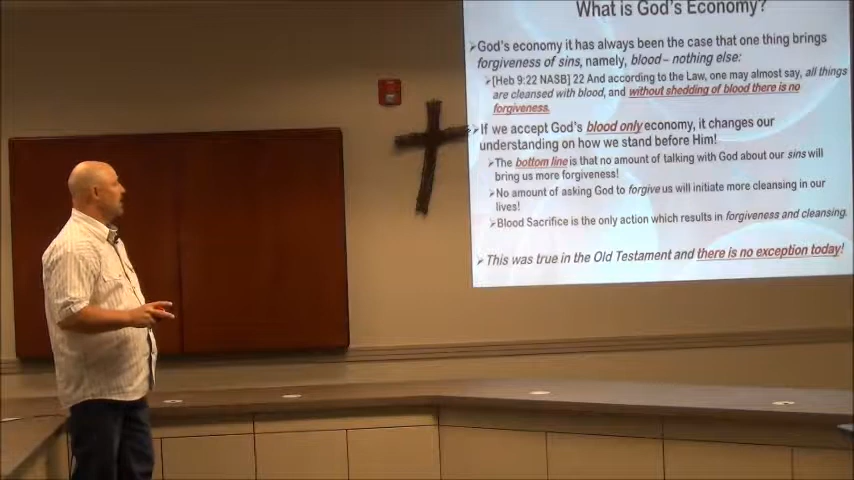 What is God's Economy?
➢God's economy it has always been the case that one thing brings
forgiveness of sins, namely, blood – nothing else:
➢[Heb 9:22 NASB] 22 And according to the Law, one may almost say, all things
are cleansed with blood, and without shedding of blood there is no
forgiveness.
➢If we accept God's blood only economy, it changes our
understanding on how we stand before Him!
➢The bottom line is that no amount of talking with God about our sins will
bring us more forgiveness!
➢No amount of asking God to forgive us will initiate more cleansing in our
lives!
➢Blood Sacrifice is the only action which results in forgiveness and cleansing.
➢This was true in the Old Testament and there is no exception today!